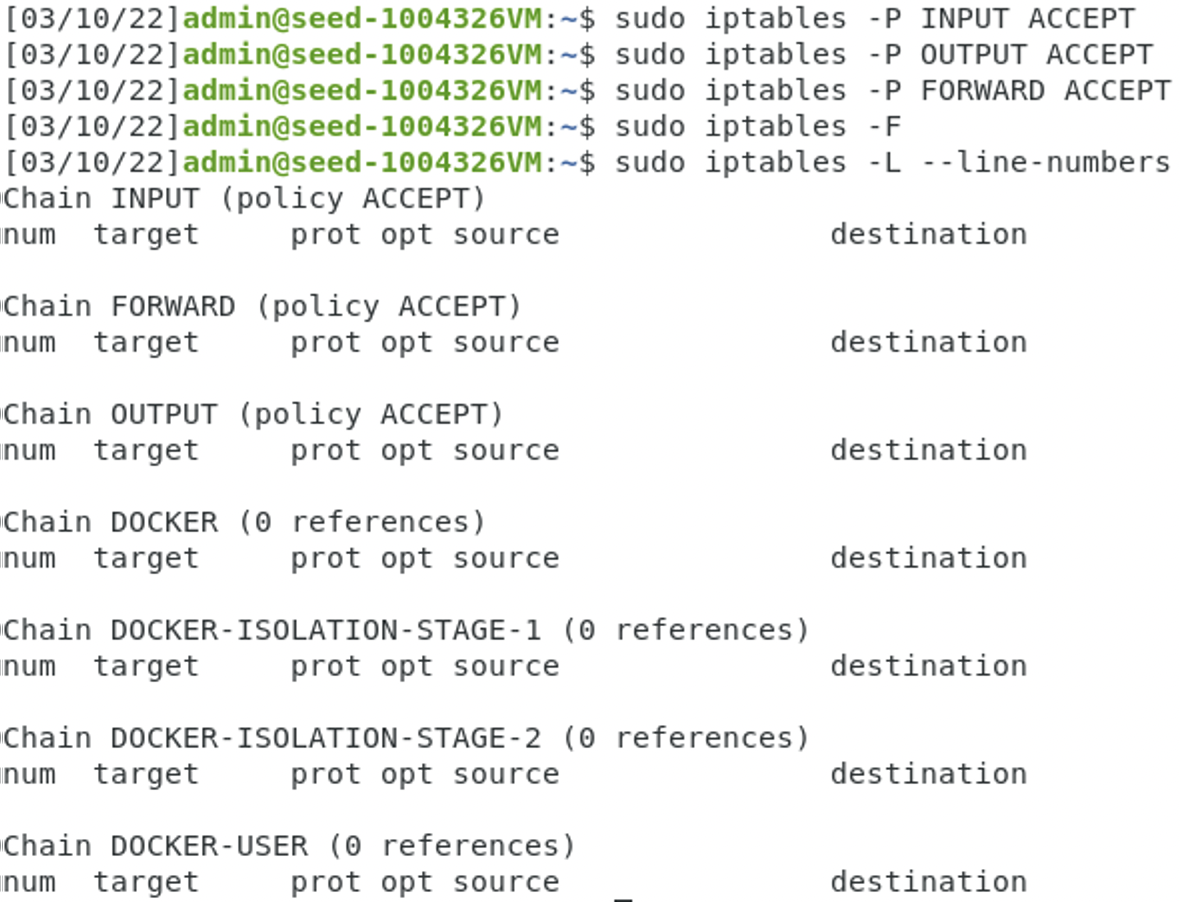 [03/10/22]admin@seed-1004326VM:~$ sudo iptables -P INPUT ACCEPT
[03/10/22]admin@seed-1004326VM:~$ sudo iptables -P OUTPUT ACCEPT
[03/10/22]admin@seed-1004326VM:~$ sudo iptables -P FORWARD ACCEPT
[03/10/22]admin@seed-1004326VM:~$ sudo iptables -F
[03/10/22]admin@seed-1004326VM:~$ sudo iptables -L --line-numbers
Chain INPUT (policy ACCEPT)
num  target     prot opt source               destination

Chain FORWARD (policy ACCEPT)
num  target     prot opt source               destination

Chain OUTPUT (policy ACCEPT)
num  target     prot opt source               destination

Chain DOCKER (0 references)
num  target     prot opt source               destination

Chain DOCKER-ISOLATION-STAGE-1 (0 references)
num  target     prot opt source               destination

Chain DOCKER-ISOLATION-STAGE-2 (0 references)
num  target     prot opt source               destination

Chain DOCKER-USER (0 references)
num  target     prot opt source               destination